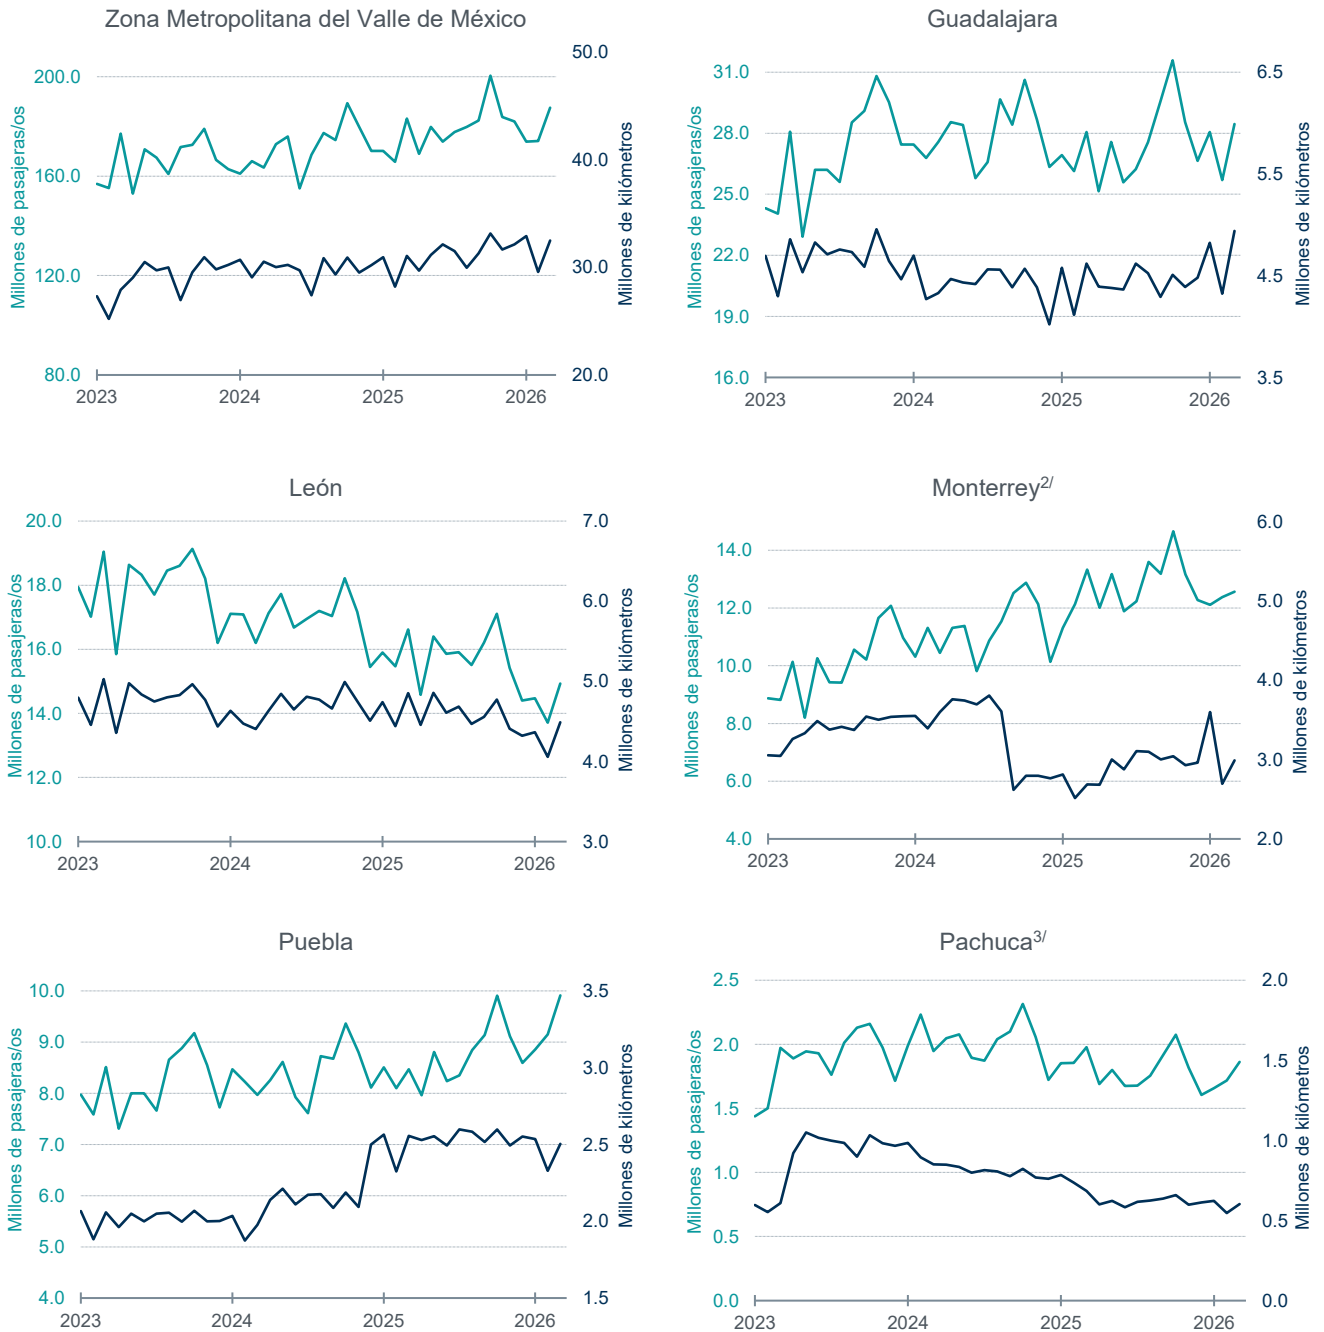 Zona Metropolitana del Valle de México
Millones de pasajeras/os
200.0
160.0
120.0
80.0
50.0
40.0
30.0
20.0
Millones de kilómetros
2023 2024 2025 2026
Guadalajara
Millones de pasajeras/os
31.0
28.0
25.0
22.0
19.0
16.0
6.5
5.5
4.5
3.5
Millones de kilómetros
2023 2024 2025 2026
León
Millones de pasajeras/os
20.0
18.0
16.0
14.0
12.0
10.0
7.0
6.0
5.0
4.0
3.0
Millones de kilómetros
2023 2024 2025 2026
Monterrey2/
Millones de pasajeras/os
14.0
12.0
10.0
8.0
6.0
4.0
6.0
5.0
4.0
3.0
2.0
Millones de kilómetros
2023 2024 2025 2026
Puebla
Millones de pasajeras/os
10.0
9.0
8.0
7.0
6.0
5.0
4.0
3.5
3.0
2.5
2.0
1.5
Millones de kilómetros
2023 2024 2025 2026
Pachuca3/
Millones de pasajeras/os
2.5
2.0
1.5
1.0
0.5
0.0
2.0
1.5
1.0
0.5
0.0
Millones de kilómetros
2023 2024 2025 2026